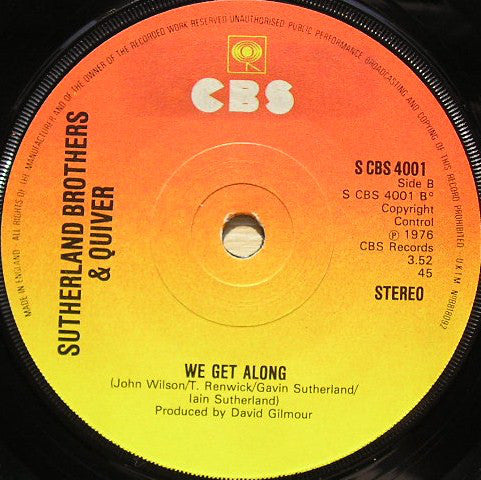 MADE IN ENGLAND · ALL RIGHTS OF THE MANUFACTURER AND OF THE OWNER OF THE RECORDED WORK RESERVED UNAUTHORISED PUBLIC PERFORMANCE, BROADCASTING AND COPYING OF THIS RECORD PROHIBITED · U.K.T.M. Nº
CBS
SUTHERLAND BROTHERS
& QUIVER
S CBS 4001
Side B
S CBS 4001 B°
Copyright
Control
℗ 1976
CBS Records
3.52
45
STEREO
WE GET ALONG
(John Wilson/T. Renwick/Gavin Sutherland/
Iain Sutherland)
Produced by David Gilmour